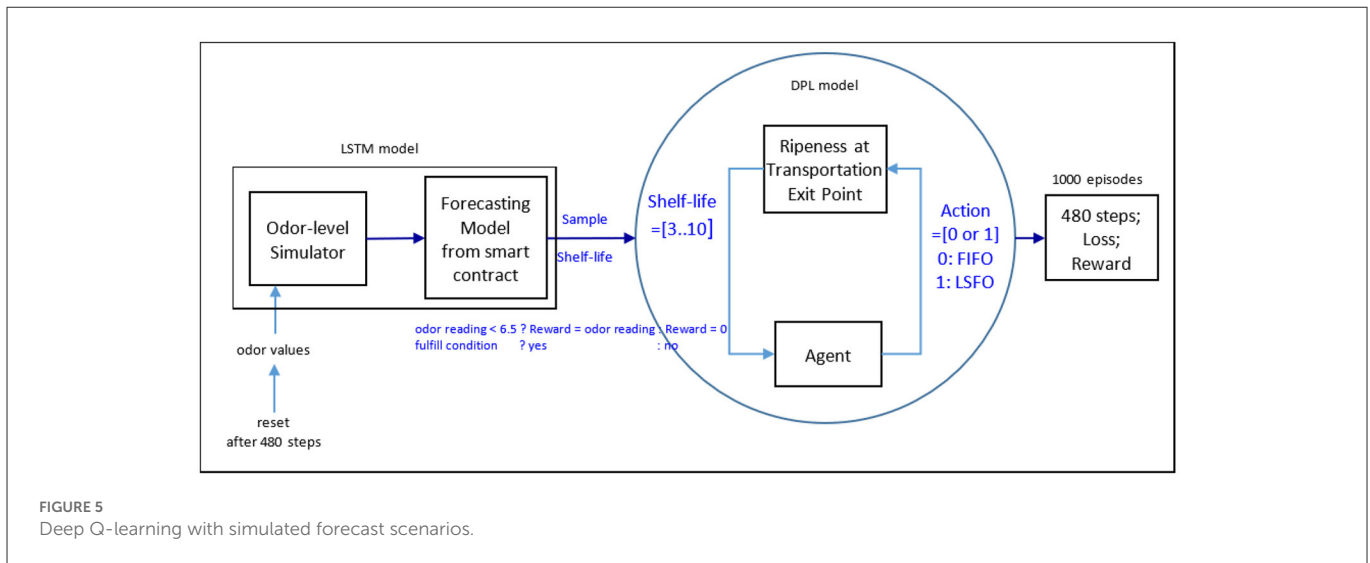 DPL model
LSTM model
Odor-level
Simulator
Forecasting
Model
from smart
contract
Sample
Shelf-life
Shelf-life
=[3..10]
Ripeness at
Transportation
Exit Point
Action
=[0 or 1]
0: FIFO
1: LSFO
1000 episodes
480 steps;
Loss;
Reward
odor reading < 6.5 ? Reward = odor reading : Reward = 0
fulfill condition ? yes : no
Agent
odor values
reset
after 480 steps
FIGURE 5
Deep Q-learning with simulated forecast scenarios.